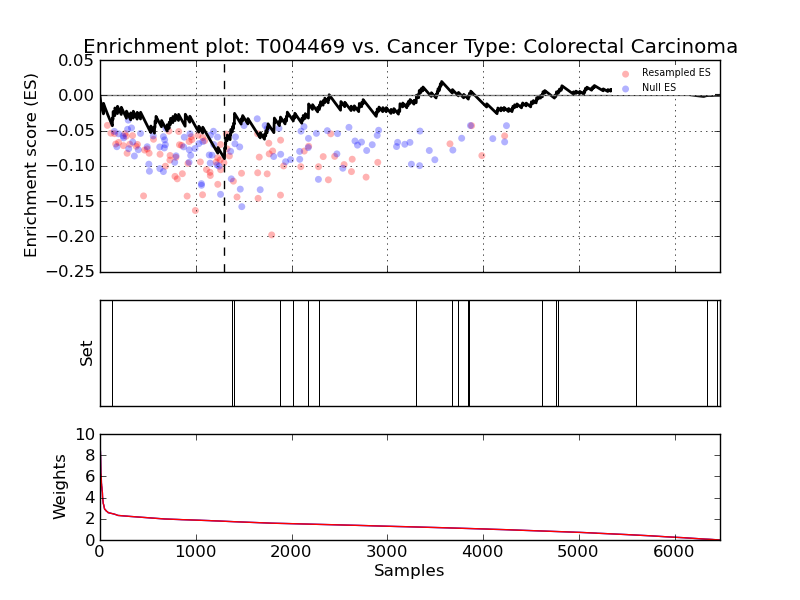 Enrichment plot: T004469 vs. Cancer Type: Colorectal Carcinoma
Enrichment score (ES)
0.05
0.00
−0.05
−0.10
−0.15
−0.20
−0.25
Resampled ES
Null ES
Set
Weights
10
8
6
4
2
0
0 1000 2000 3000 4000 5000 6000
Samples